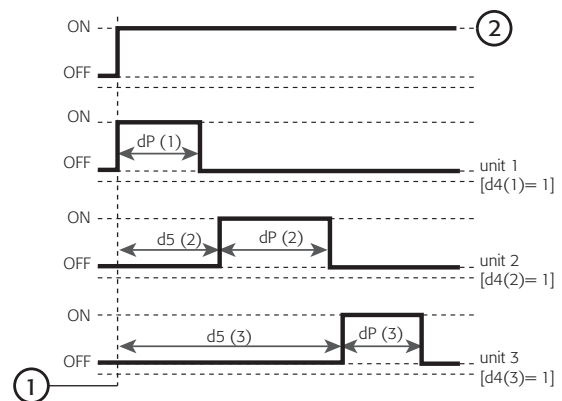 ON
2
OFF
ON
dP (1)
OFF
unit 1
[d4(1)= 1]
ON
d5 (2)
dP (2)
OFF
unit 2
[d4(2)= 1]
ON
d5 (3)
dP (3)
OFF
unit 3
[d4(3)= 1]
1